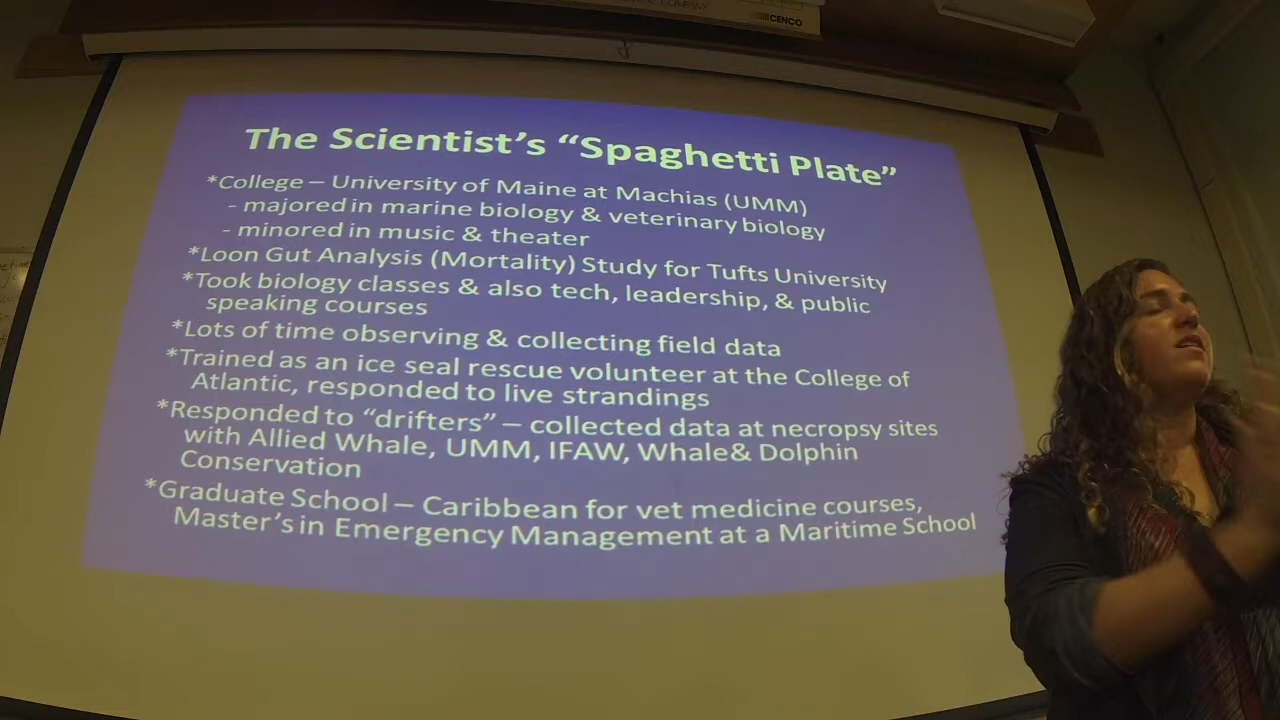 CENCO
The Scientist's “Spaghetti Plate”
*College – University of Maine at Machias (UMM)
- majored in marine biology & veterinary biology
- minored in music & theater
*Loon Gut Analysis (Mortality) Study for Tufts University
*Took biology classes & also tech, leadership, & public
speaking courses
*Lots of time observing & collecting field data
*Trained as an ice seal rescue volunteer at the College of
Atlantic, responded to live strandings
*Responded to “drifters” – collected data at necropsy sites
with Allied Whale, UMM, IFAW, Whale& Dolphin
Conservation
*Graduate School – Caribbean for vet medicine courses,
Master's in Emergency Management at a Maritime School